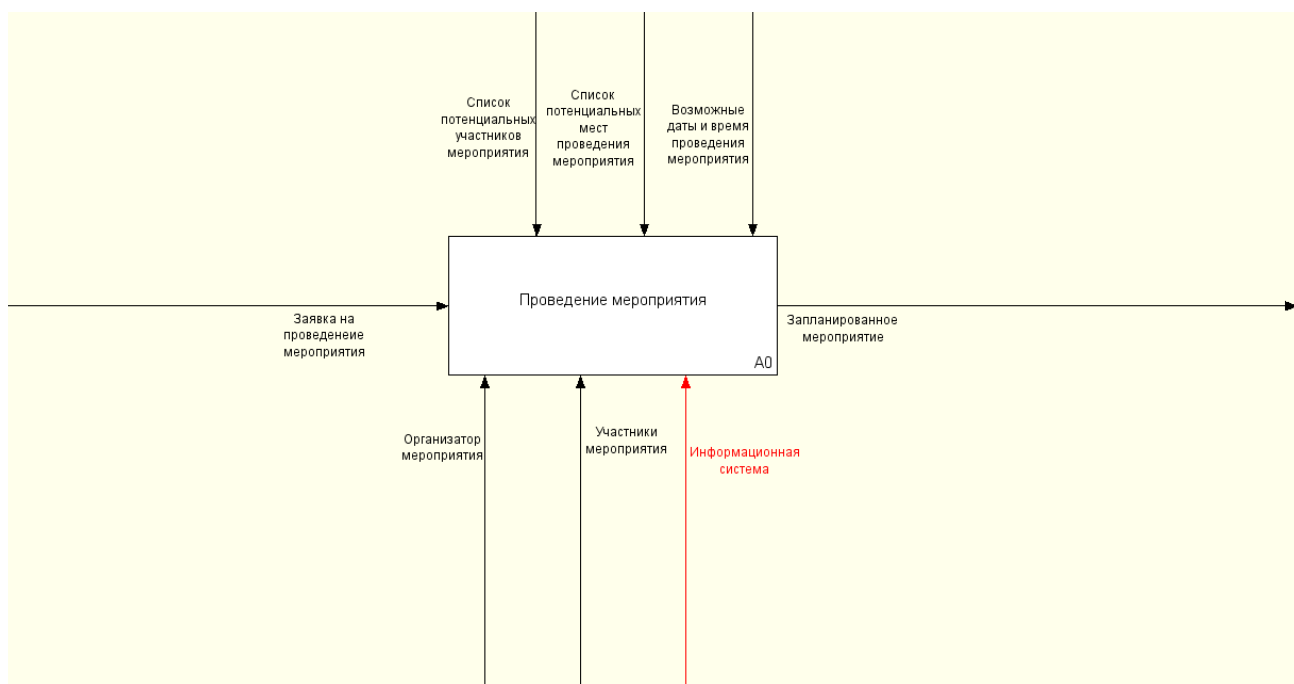 Список
потенциальных
участников
мероприятия
Список
потенциальных
мест
проведения
мероприятия
Возможные
даты и время
проведения
мероприятия
Проведение мероприятия
A0
Заявка на
проведенеие
мероприятия
Запланированное
мероприятие
Организатор
мероприятия
Участники
мероприятия
Информационная
система